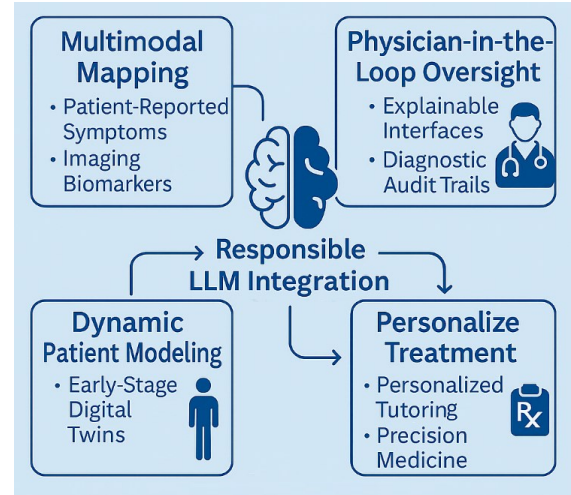 Multimodal
Mapping
• Patient-Reported
Symptoms
• Imaging
Biomarkers
Physician-in-the-
Loop Oversight
• Explainable
Interfaces
• Diagnostic
Audit Trails
Responsible
LLM Integration
Dynamic
Patient Modeling
• Early-Stage
Digital
Twins
Personalize
Treatment
• Personalized
Tutoring
• Precision
Medicine
Rx